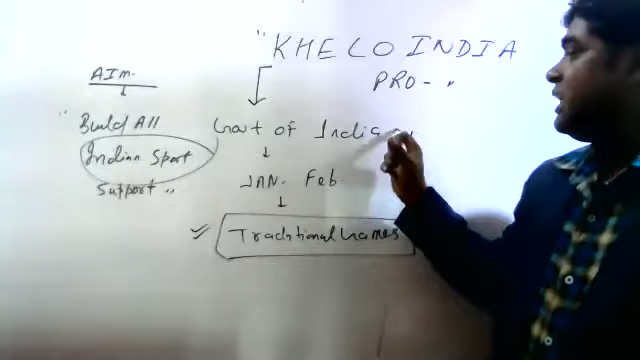 "KHELO INDIA
PRO- "
AIM.
" Build All
Indian Sport
Support "
Govt of India "
JAN. Feb.
Traditional Games